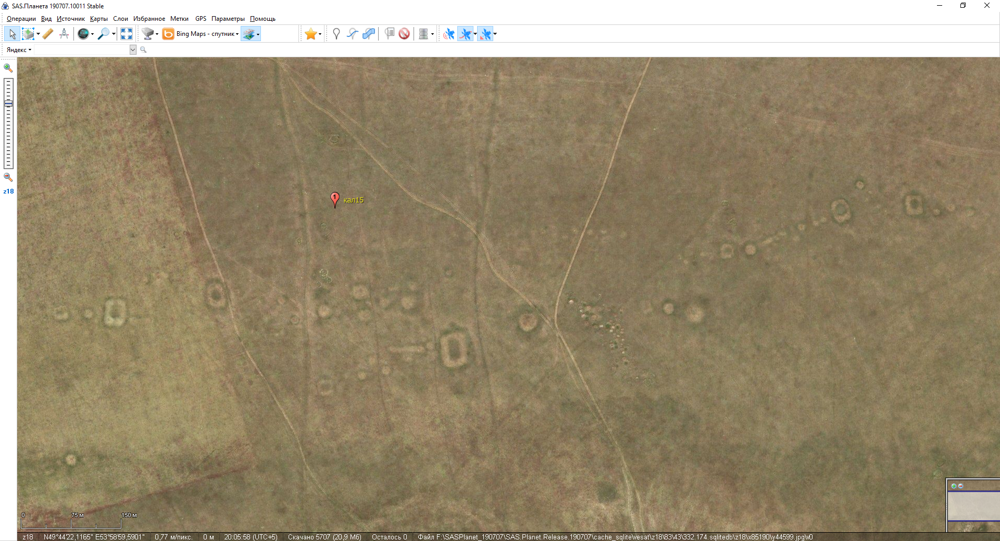 SAS.Планета 190707.10011 Stable
Операции Вид Источник Карты Слои Избранное Метки GPS Параметры Помощь
Bing Maps - спутник
Яндекс
z18
1 кал15
0 75 м 150 м
z18 N49°44'22,1165" E53°58'59,5901" 0,77 м/пикс. 0 м 20:05:58 (UTC+5) Скачано 5707 (20,9 Мб) Осталось 0 Файл F:\SASPlanet_190707\SAS.Planet.Release.190707\cache_sqlite\vesat\z18\83\43\332.174.sqlitedb\z18\x85190\y44599.jpg\v0